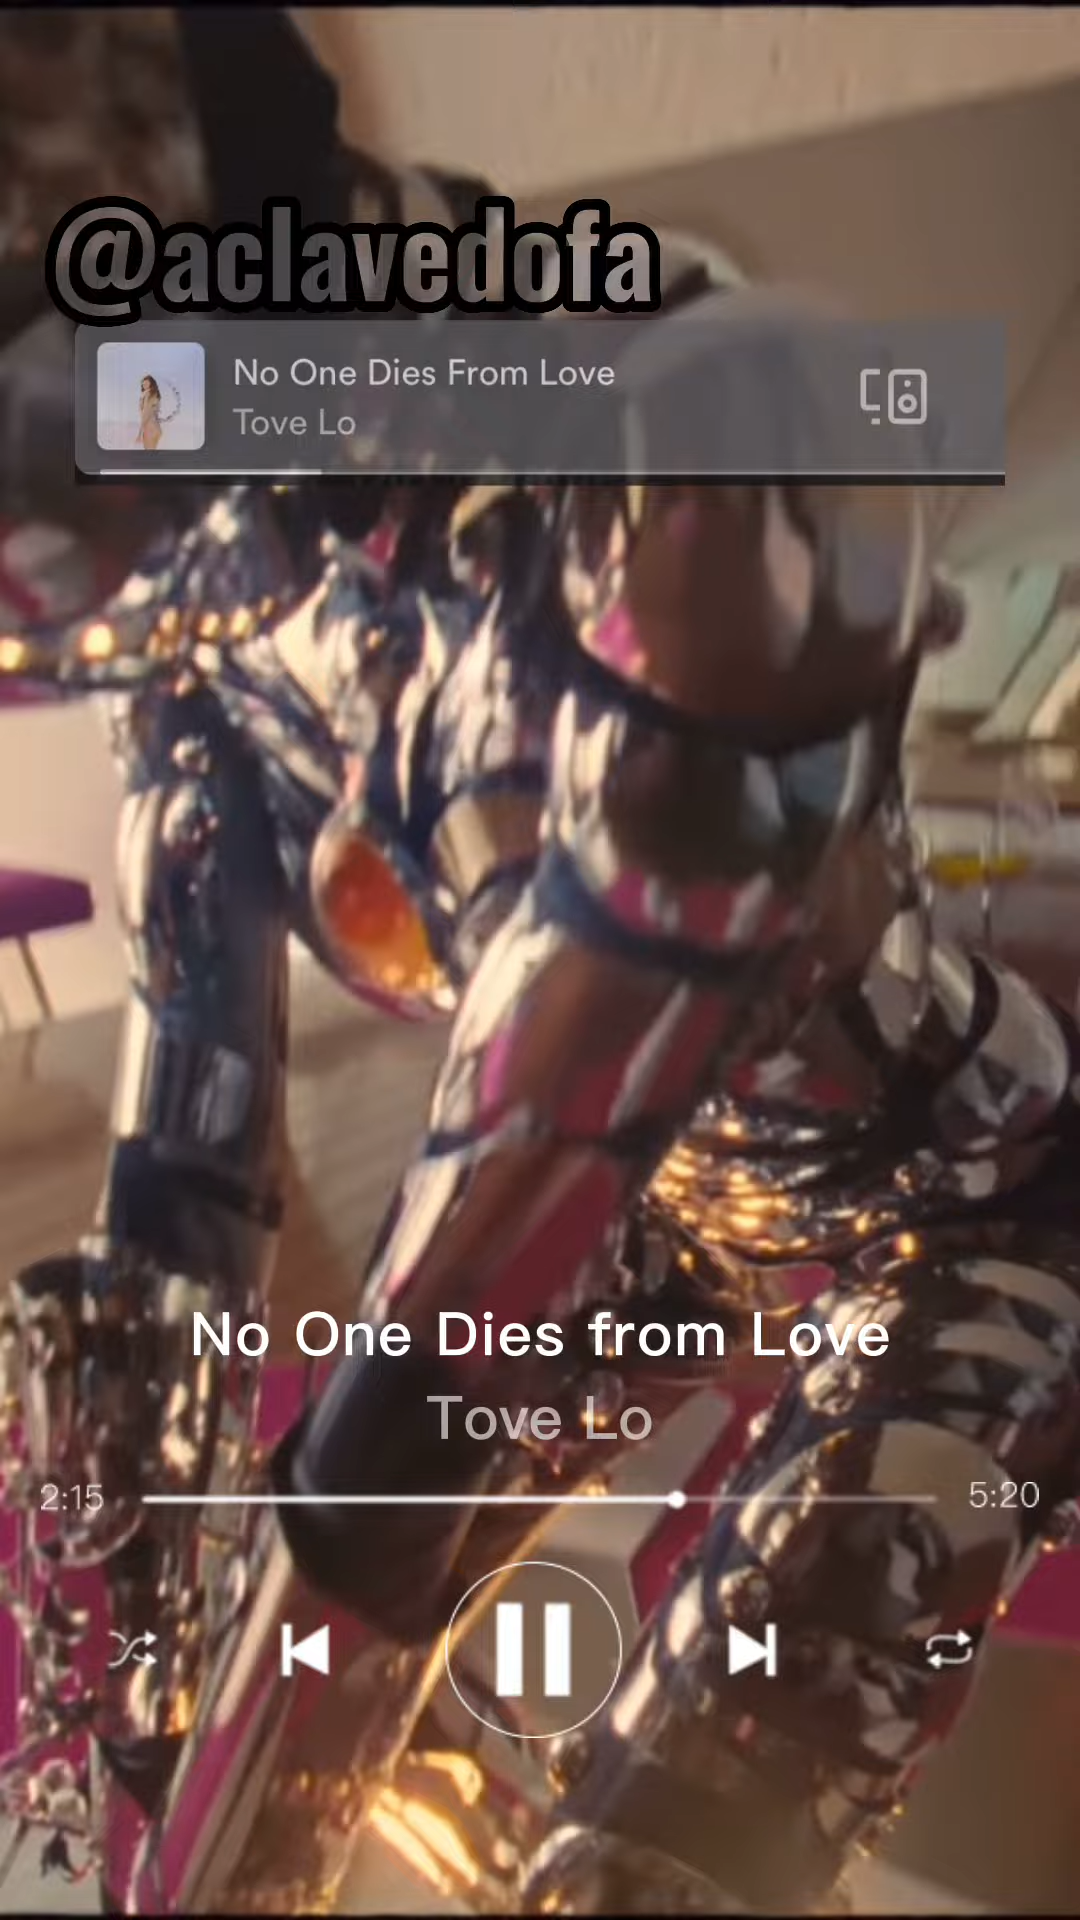 @aclavedofa
No One Dies From Love
Tove Lo
No One Dies from Love
Tove Lo
2:15
5:20